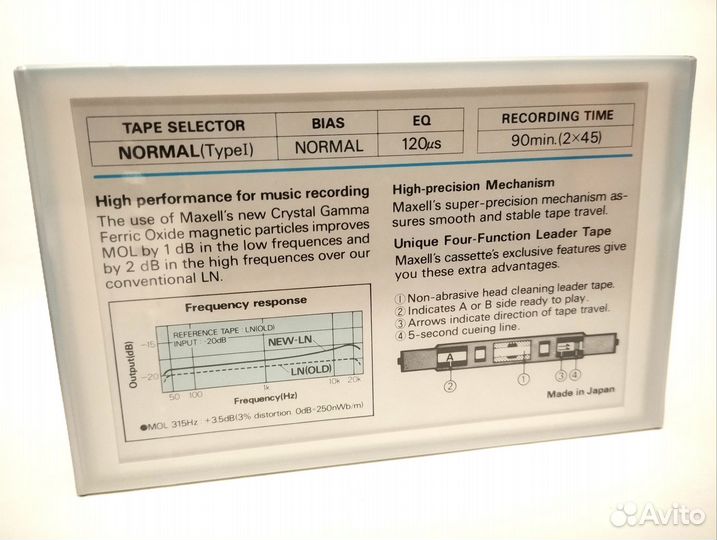 TAPE SELECTOR BIAS EQ RECORDING TIME
NORMAL(TypeI) NORMAL 120μs 90min.(2×45)
High performance for music recording
The use of Maxell's new Crystal Gamma
Ferric Oxide magnetic particles improves
MOL by 1 dB in the low frequences and
by 2 dB in the high frequences over our
conventional LN.
Frequency response
REFERENCE TAPE : LN(OLD)
INPUT : -20dB
NEW-LN
LN(OLD)
Output(dB)
-15
-20
50 100 1k 10k 20k
Frequency(Hz)
●MOL 315Hz +3.5dB(3% distortion 0dB-250nWb/m)
High-precision Mechanism
Maxell's super-precision mechanism as-
sures smooth and stable tape travel.
Unique Four-Function Leader Tape
Maxell's cassette's exclusive features give
you these extra advantages.
① Non-abrasive head cleaning leader tape.
② Indicates A or B side ready to play.
③ Arrows indicate direction of tape travel.
④ 5-second cueing line.
A
② ① ③ ④
Made in Japan
Avito